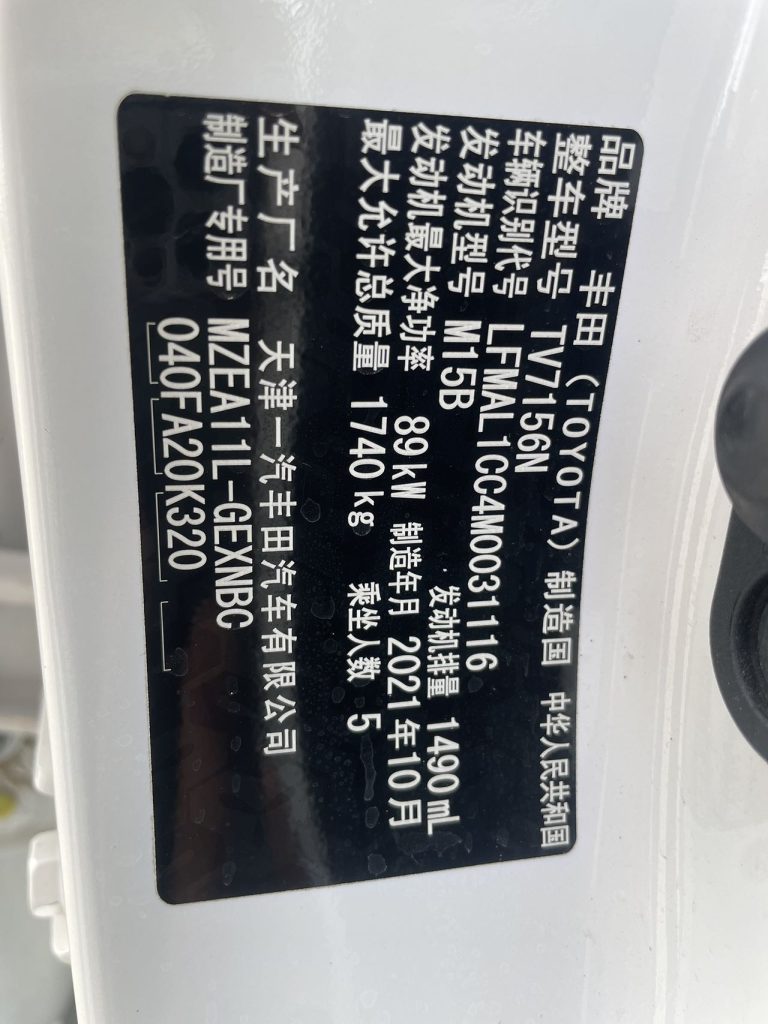 品牌 丰田（TOYOTA） 制造国 中华人民共和国
整车型号 TV7156N
车辆识别代号 LFMAL1CC4M0031116
发动机型号 M15B 发动机排量 1490mL
发动机最大净功率 89kW 制造年月 2021年10月
最大允许总质量 1740kg 乘坐人数 5
生产厂名 天津一汽丰田汽车有限公司
制造厂专用号 MZEA11L-GEXNBC
040FA20K320